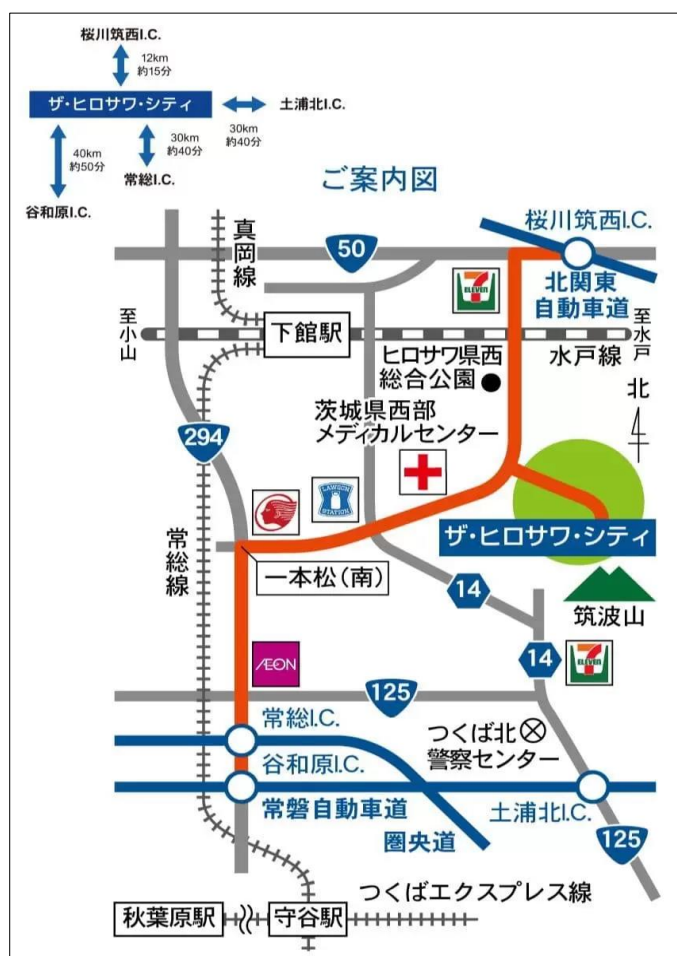 桜川筑西I.C.
12km
約15分
ザ・ヒロサワ・シティ
土浦北I.C.
30km
約40分
30km
約40分
常総I.C.
40km
約50分
谷和原I.C.
ご案内図
桜川筑西I.C.
真岡線
50
北関東
自動車道
7
ELEVEN
至小山
下館駅
ヒロサワ県西
総合公園
水戸線
至水戸
北
茨城県西部
メディカルセンター
294
LAWSON
STATION
ザ・ヒロサワ・シティ
常総線
一本松(南)
14
筑波山
14
7
ELEVEN
ÆON
125
常総I.C.
つくば北
警察センター
谷和原I.C.
常磐自動車道
土浦北I.C.
圏央道
125
つくばエクスプレス線
秋葉原駅
守谷駅